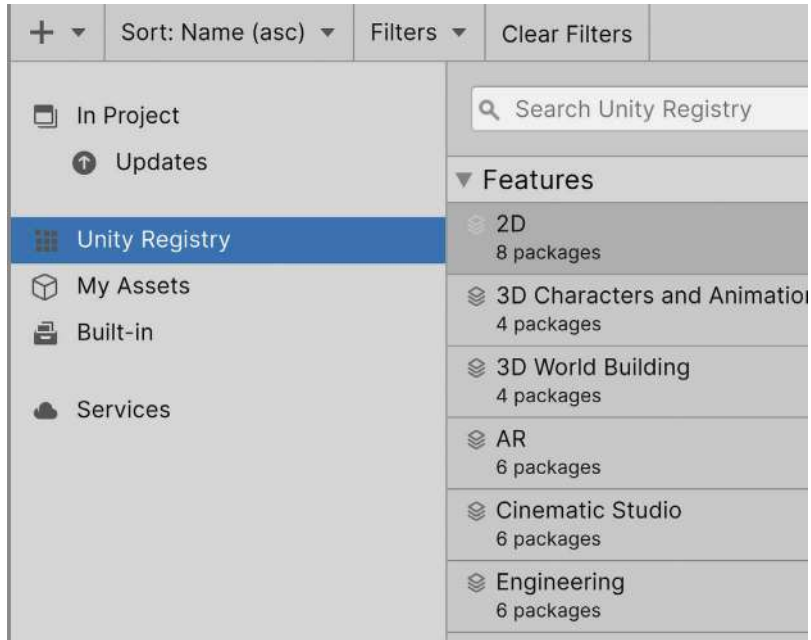 Sort: Name (asc) Filters Clear Filters
In Project
Updates
Unity Registry
My Assets
Built-in
Services
Search Unity Registry
Features
2D
8 packages
3D Characters and Animation
4 packages
3D World Building
4 packages
AR
6 packages
Cinematic Studio
6 packages
Engineering
6 packages